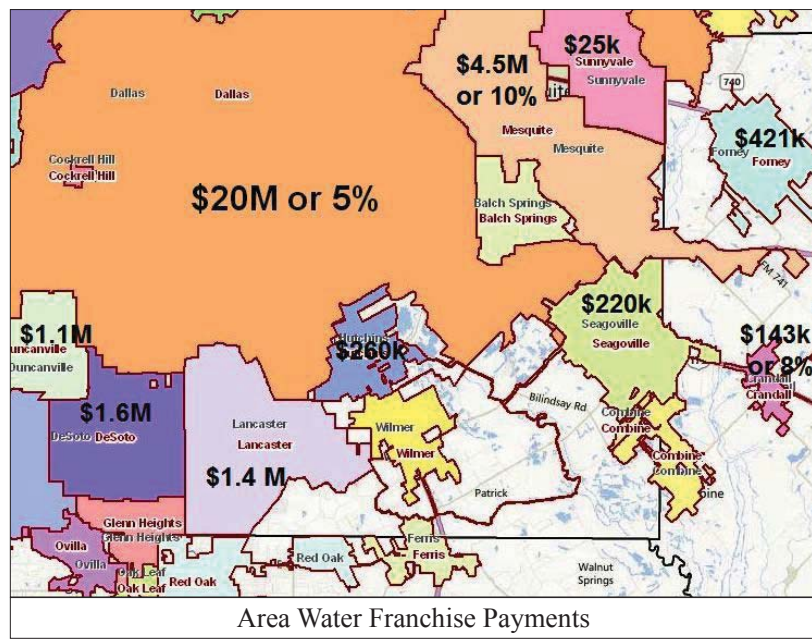 $25k
Sunnyvale
Sunnyvale
$4.5M
or 10%
Dallas
Dallas
740
Mesquite
Mesquite
$421k
Forney
Forney
Cockrell Hill
Cockrell Hill
$20M or 5%
Balch Springs
Balch Springs
FM 741
$220k
Seagoville
Seagoville
$1.1M
Duncanville
$260k
$143k
or 8%
Crandall
$1.6M
DeSoto DeSoto
Lancaster
Lancaster
$1.4 M
Bilindsay Rd
Combine
Combine
Wilmer
Wilmer
Combine
Combine
Patrick
Glenn Heights
Glenn Heights
Ovilla
Ovilla
Oak Leaf
Oak Leaf
Red Oak
Red Oak
Ferris
Ferris
Walnut
Springs
Area Water Franchise Payments